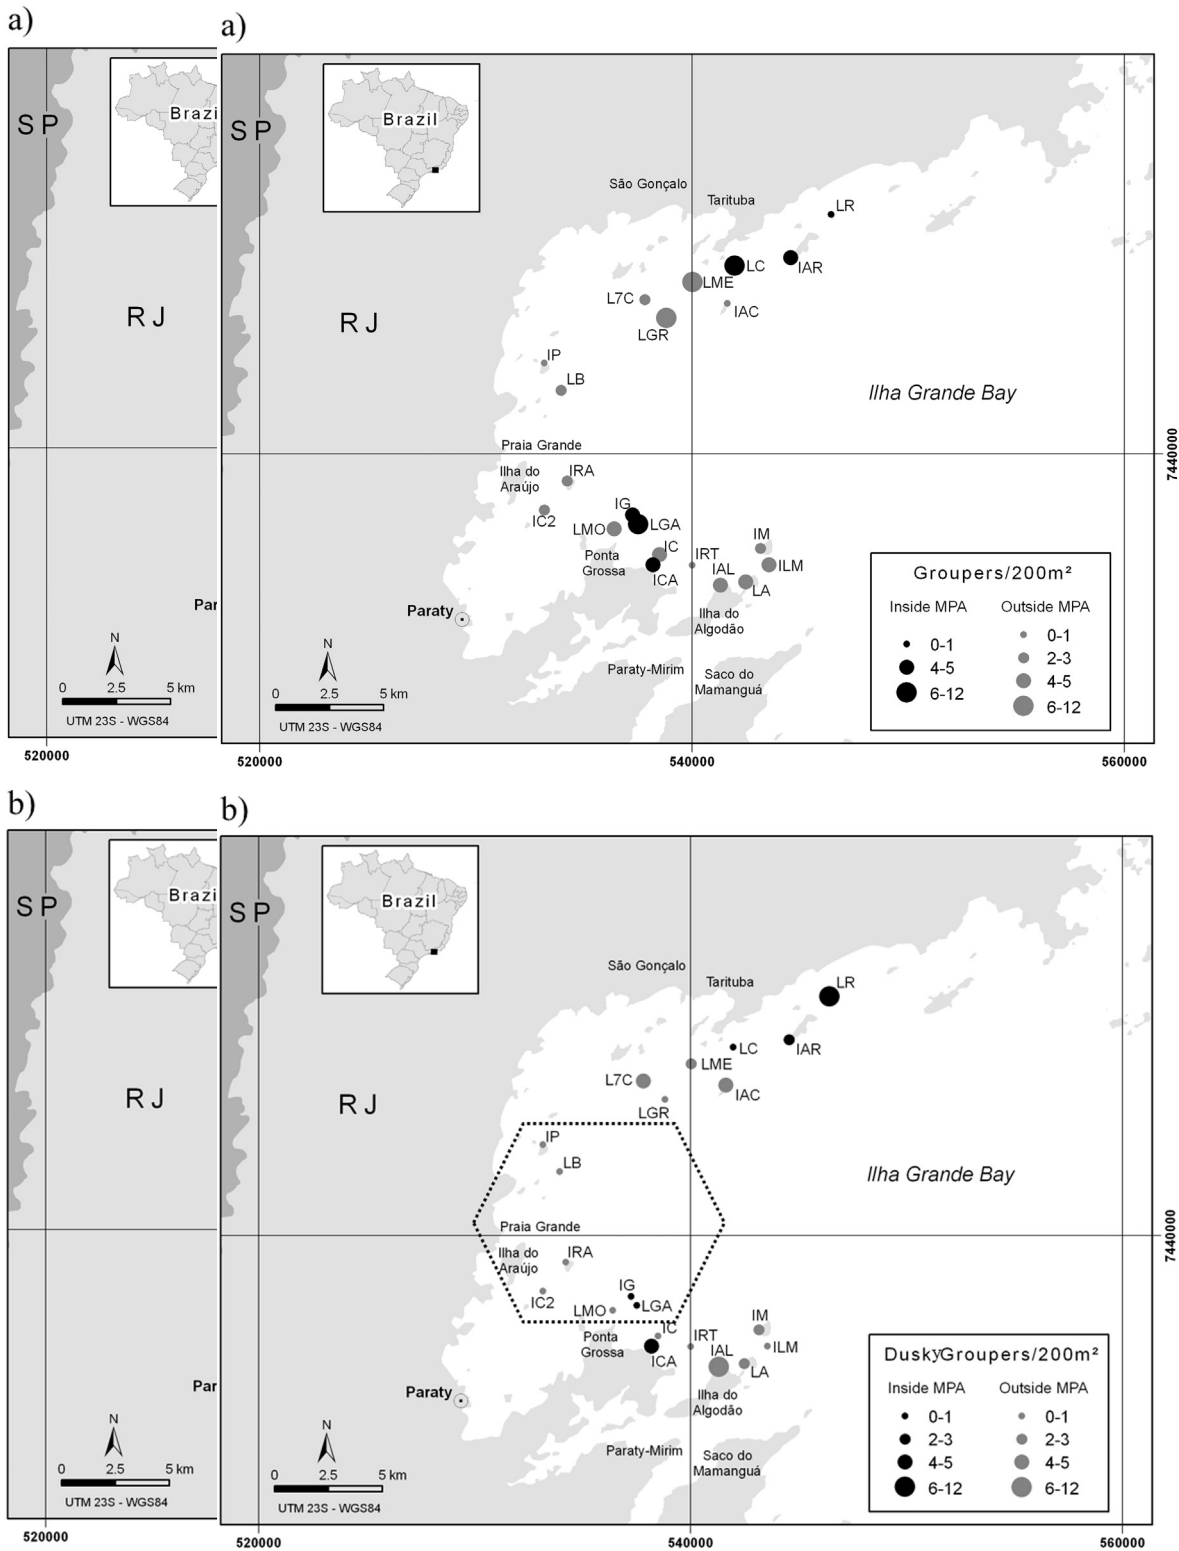 a)
a)
Brazi
Brazil
SP
SP
São Gonçalo
Tarituba
LR
LC
IAR
LME
L7C
IAC
RJ
RJ
LGR
IP
LB
Ilha Grande Bay
Praia Grande
7440000
Ilha do
Araújo
IRA
IG
IC2
LMO
LGA
IM
IC
IRT
Ponta
Grossa
ICA
IAL
ILM
LA
Groupers/200m²
Inside MPA
Outside MPA
0-1
4-5
6-12
0-1
2-3
4-5
6-12
Par
Paraty
Ilha do
Algodão
N
N
Paraty-Mirim
Saco do
Mamanguá
0 2.5 5 km
0 2.5 5 km
UTM 23S - WGS84
UTM 23S - WGS84
520000
520000
540000
560000
b)
b)
Brazi
Brazil
SP
SP
São Gonçalo
Tarituba
LR
LC
IAR
LME
L7C
IAC
RJ
RJ
LGR
IP
LB
Ilha Grande Bay
Praia Grande
7440000
Ilha do
Araújo
IRA
IG
IC2
LMO
LGA
IM
IC
IRT
Ponta
Grossa
ICA
IAL
ILM
LA
DuskyGroupers/200m²
Inside MPA
Outside MPA
0-1
2-3
4-5
6-12
0-1
2-3
4-5
6-12
Par
Paraty
Ilha do
Algodão
N
N
Paraty-Mirim
Saco do
Mamanguá
0 2.5 5 km
0 2.5 5 km
UTM 23S - WGS84
UTM 23S - WGS84
520000
520000
540000
560000